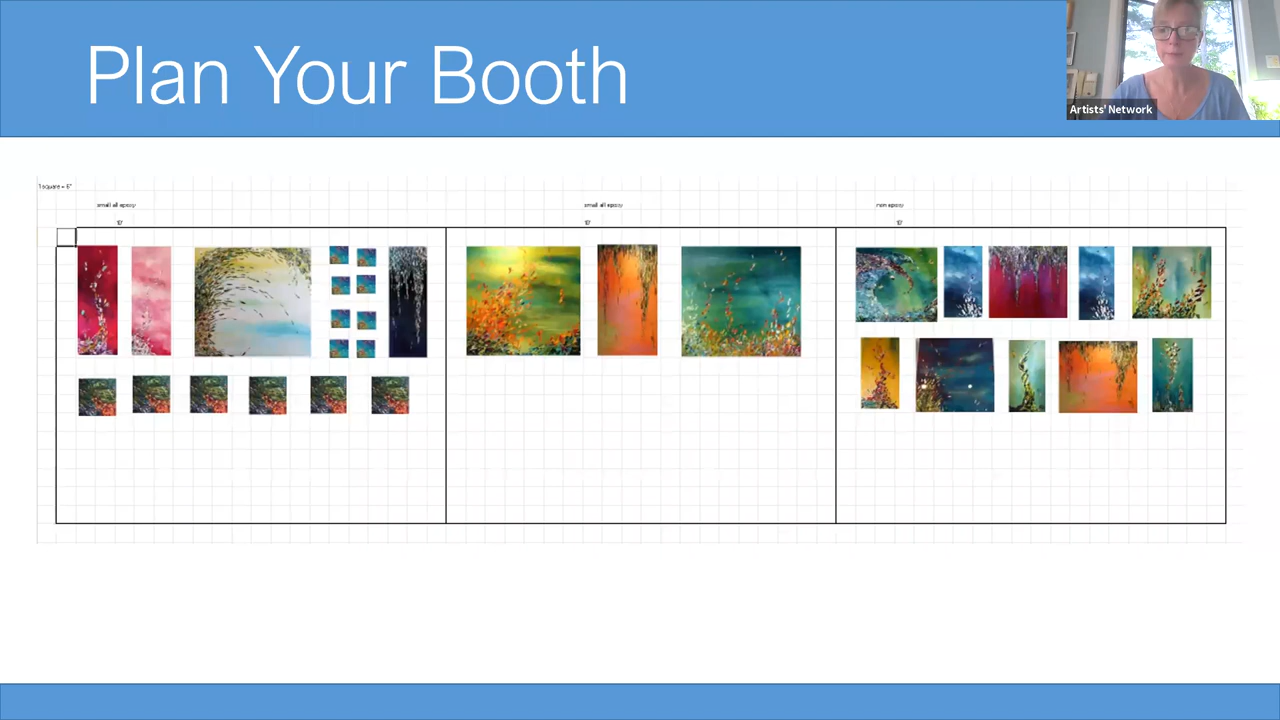 Plan Your Booth
Artists' Network
1 square = 6"
small all epoxy
small all epoxy
non epoxy
10'
10'
10'